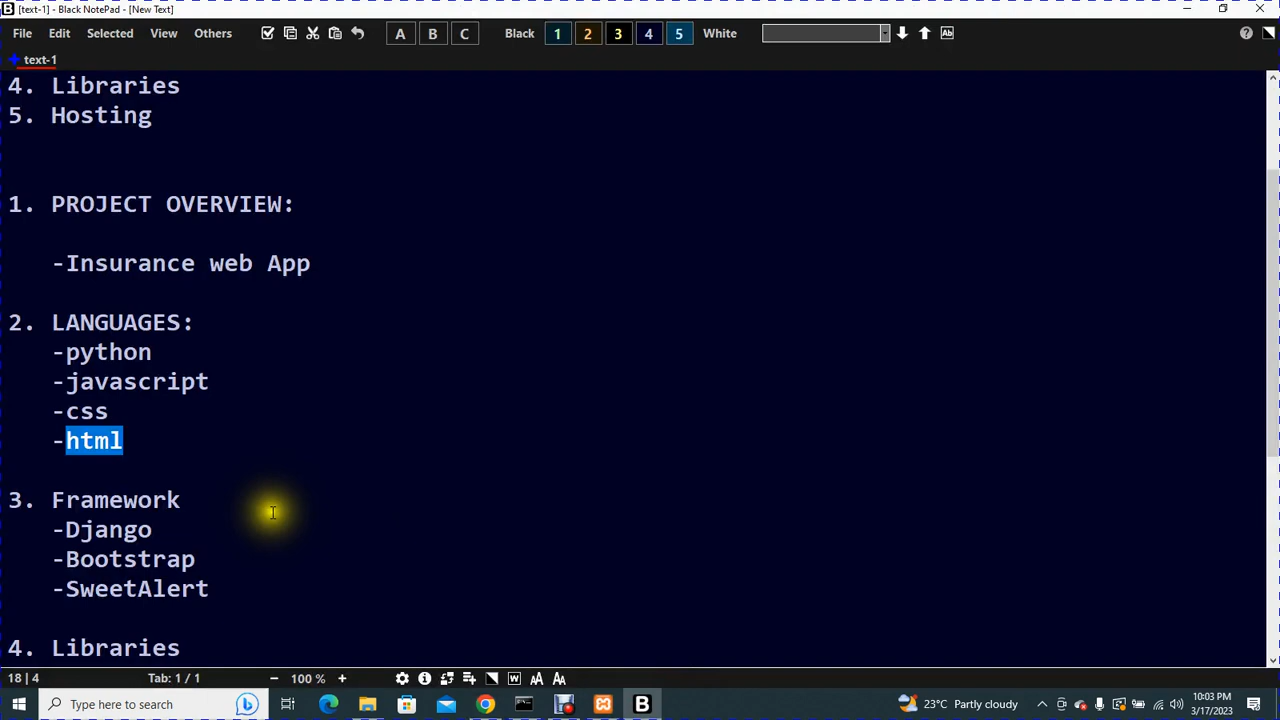 [text-1] - Black NotePad - [New Text]
File Edit Selected View Others A B C Black 1 2 3 4 5 White
text-1
4. Libraries
5. Hosting
1. PROJECT OVERVIEW:
-Insurance web App
2. LANGUAGES:
-python
-javascript
-css
-html
3. Framework
-Django
-Bootstrap
-SweetAlert
4. Libraries
18 | 4 Tab: 1 / 1 100 %
Type here to search 23°C Partly cloudy 10:03 PM
3/17/2023